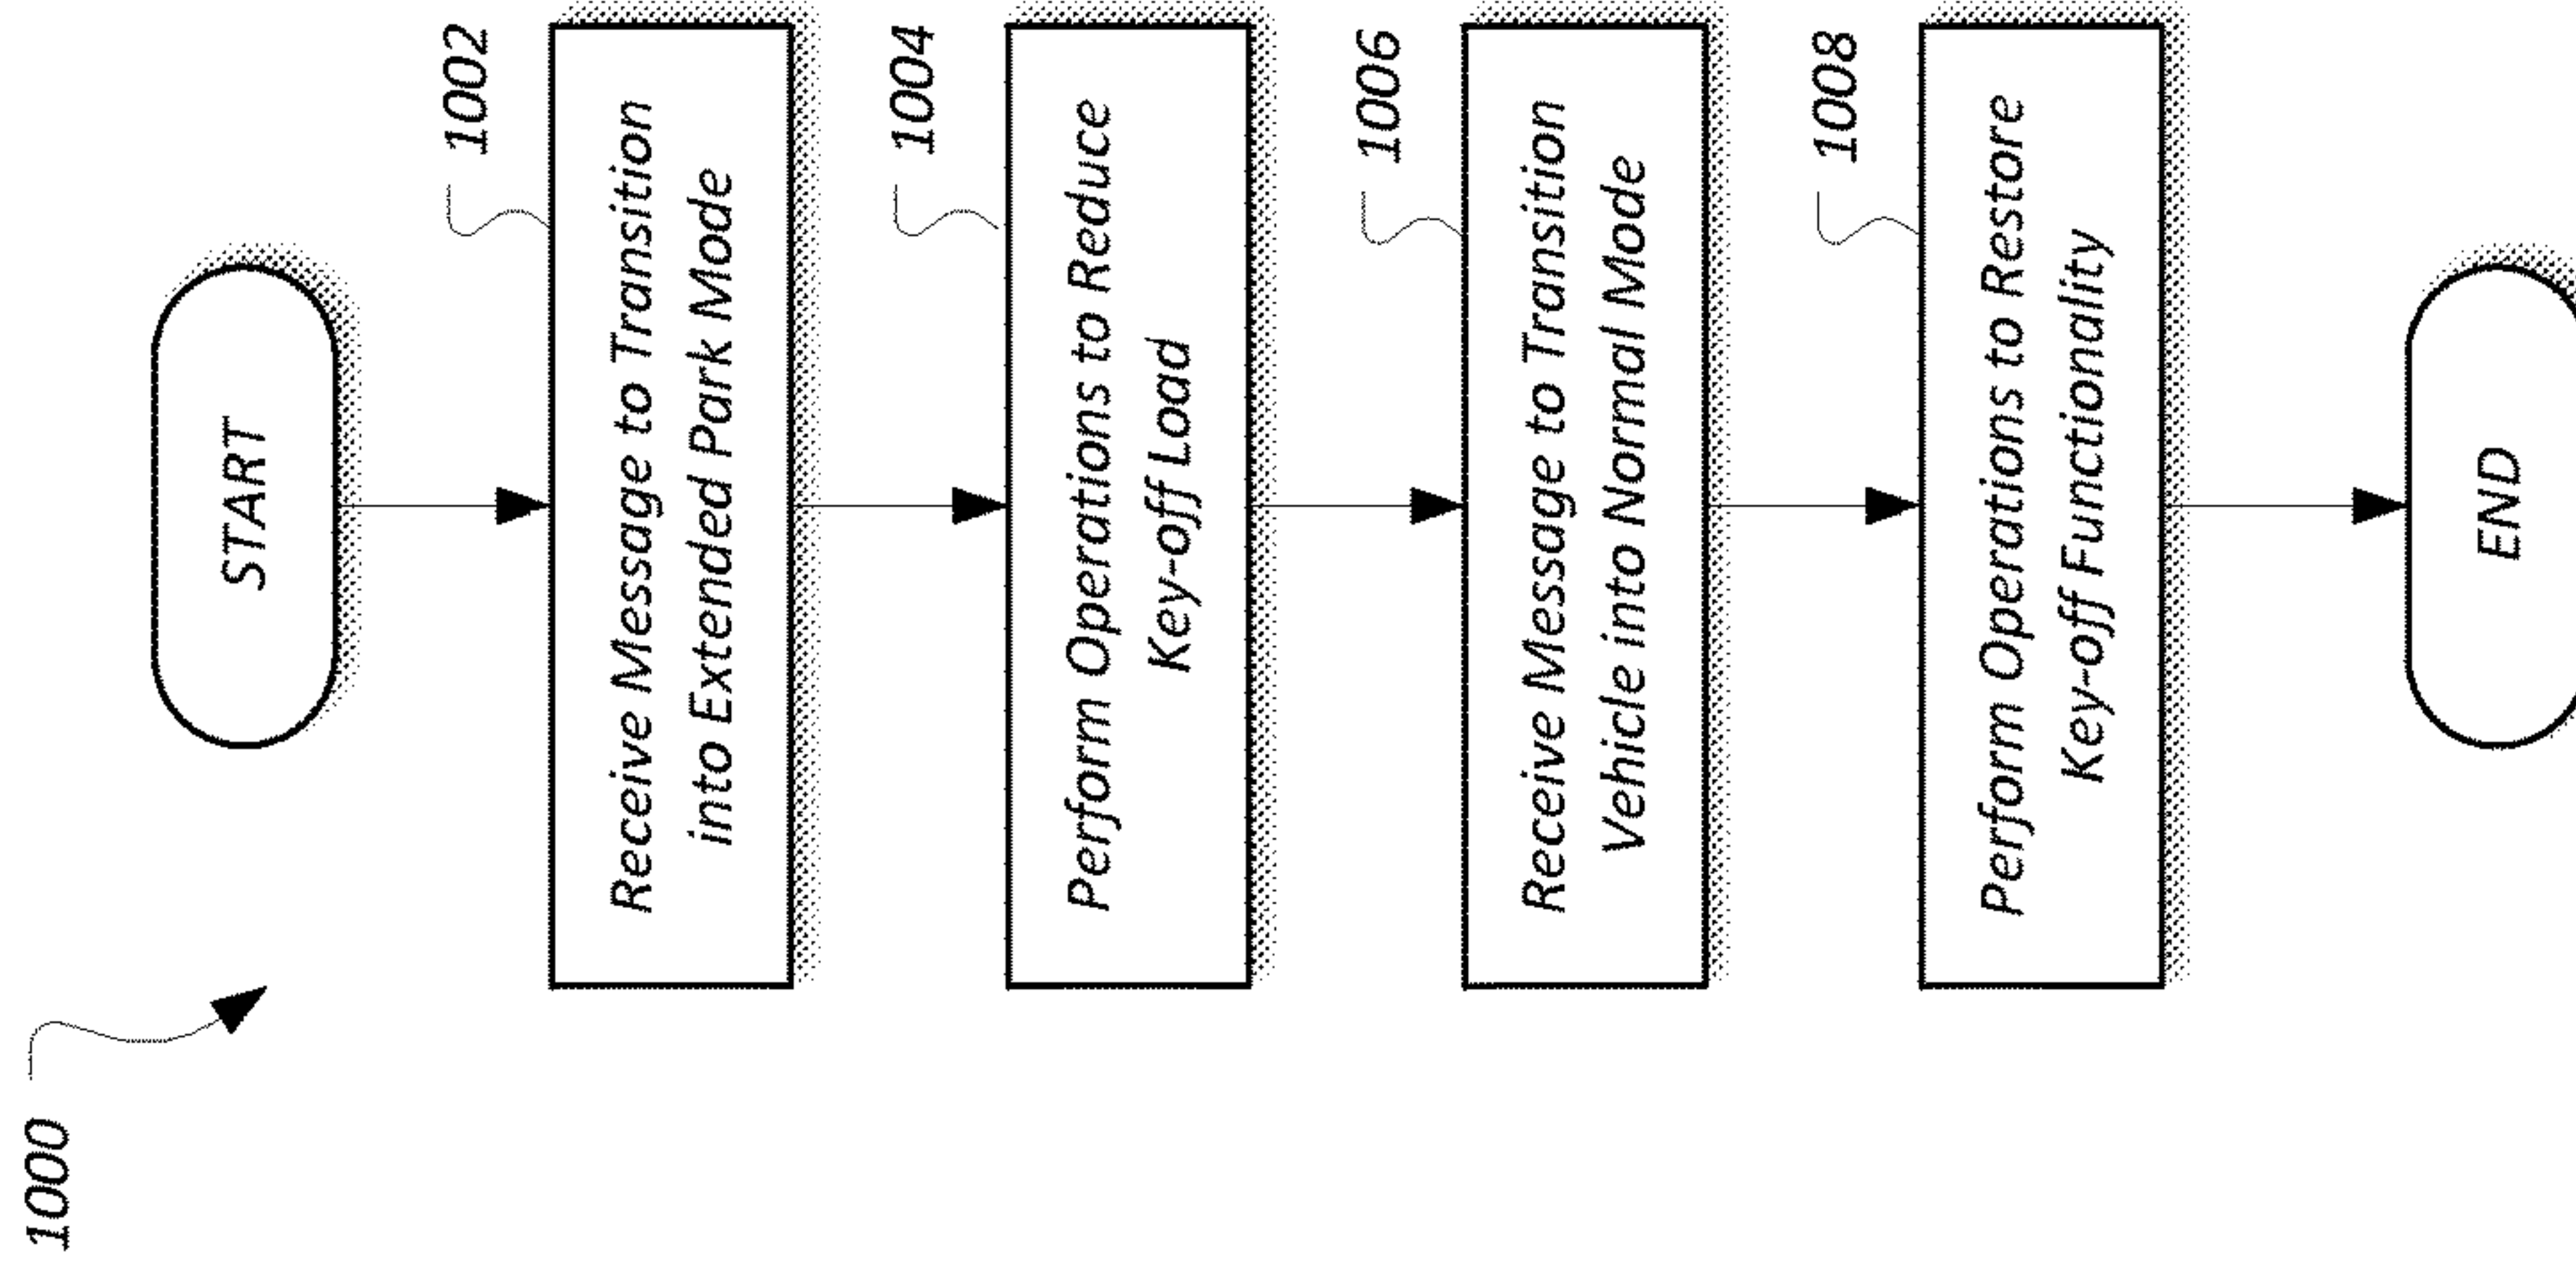 1000
START
1002
Receive Message to Transition
into Extended Park Mode
1004
Perform Operations to Reduce
Key-off Load
1006
Receive Message to Transition
Vehicle into Normal Mode
1008
Perform Operations to Restore
Key-off Functionality
END